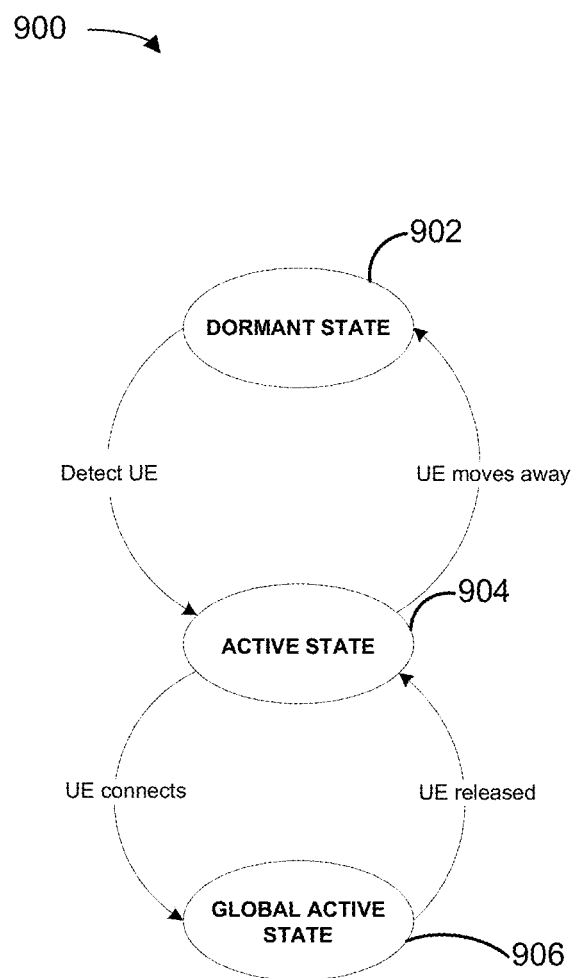 900
902
DORMANT STATE
Detect UE
UE moves away
904
ACTIVE STATE
UE connects
UE released
GLOBAL ACTIVE
STATE
906